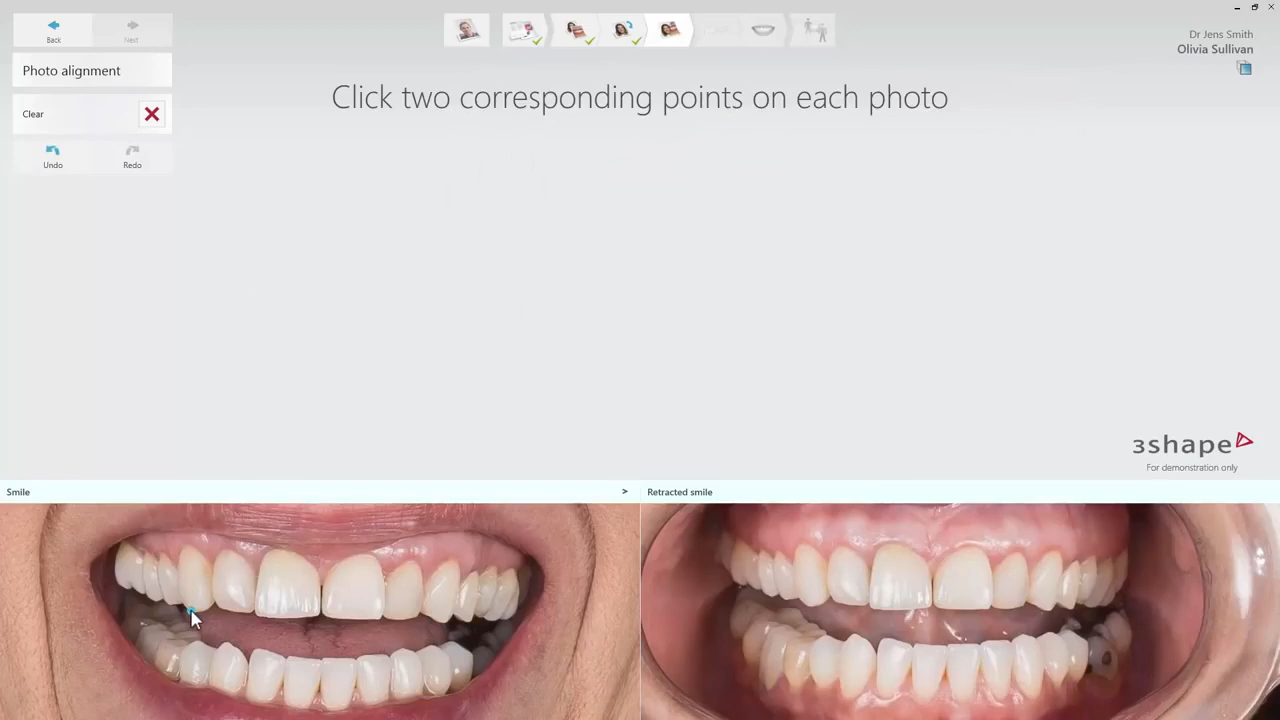 Back
Next
Dr Jens Smith
Olivia Sullivan
Photo alignment
Click two corresponding points on each photo
Clear
Undo
Redo
3shape
For demonstration only
Smile
>
Retracted smile